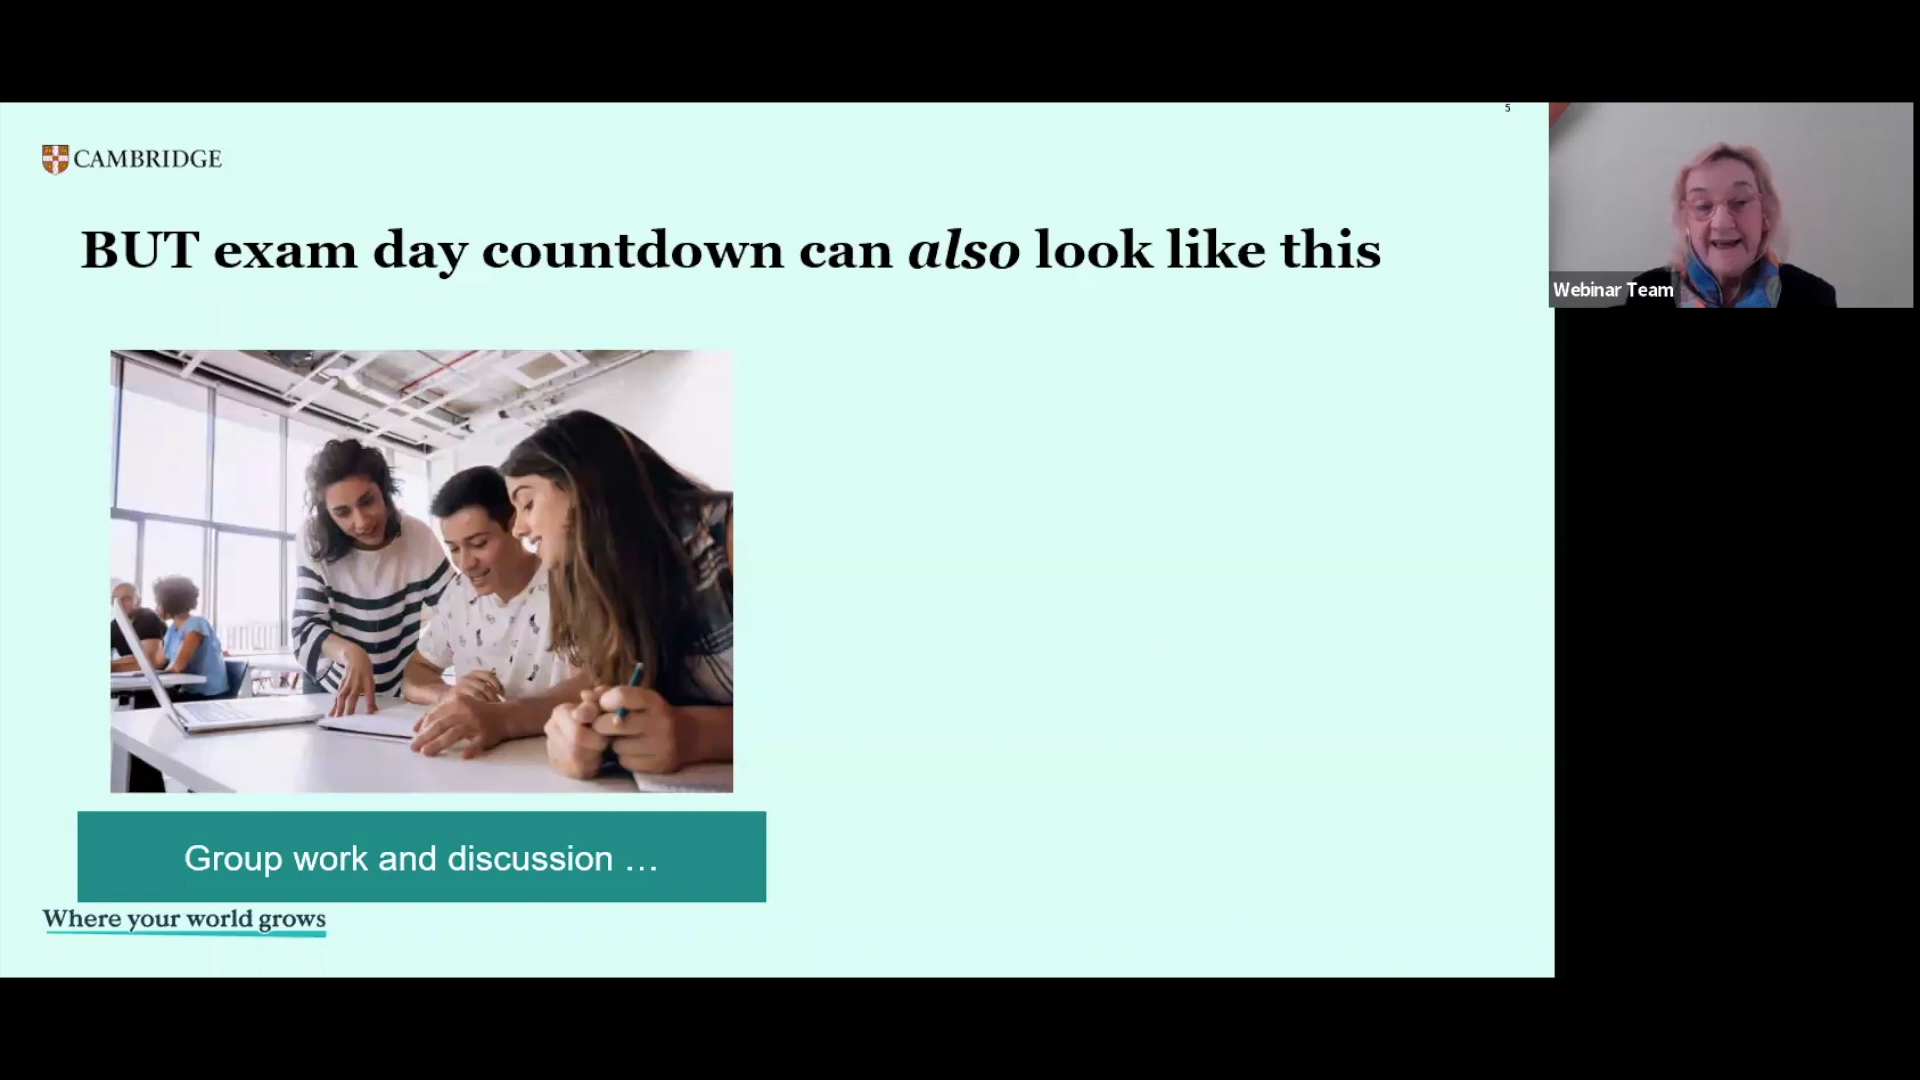 5
CAMBRIDGE
BUT exam day countdown can also look like this
Webinar Team
Group work and discussion …
Where your world grows